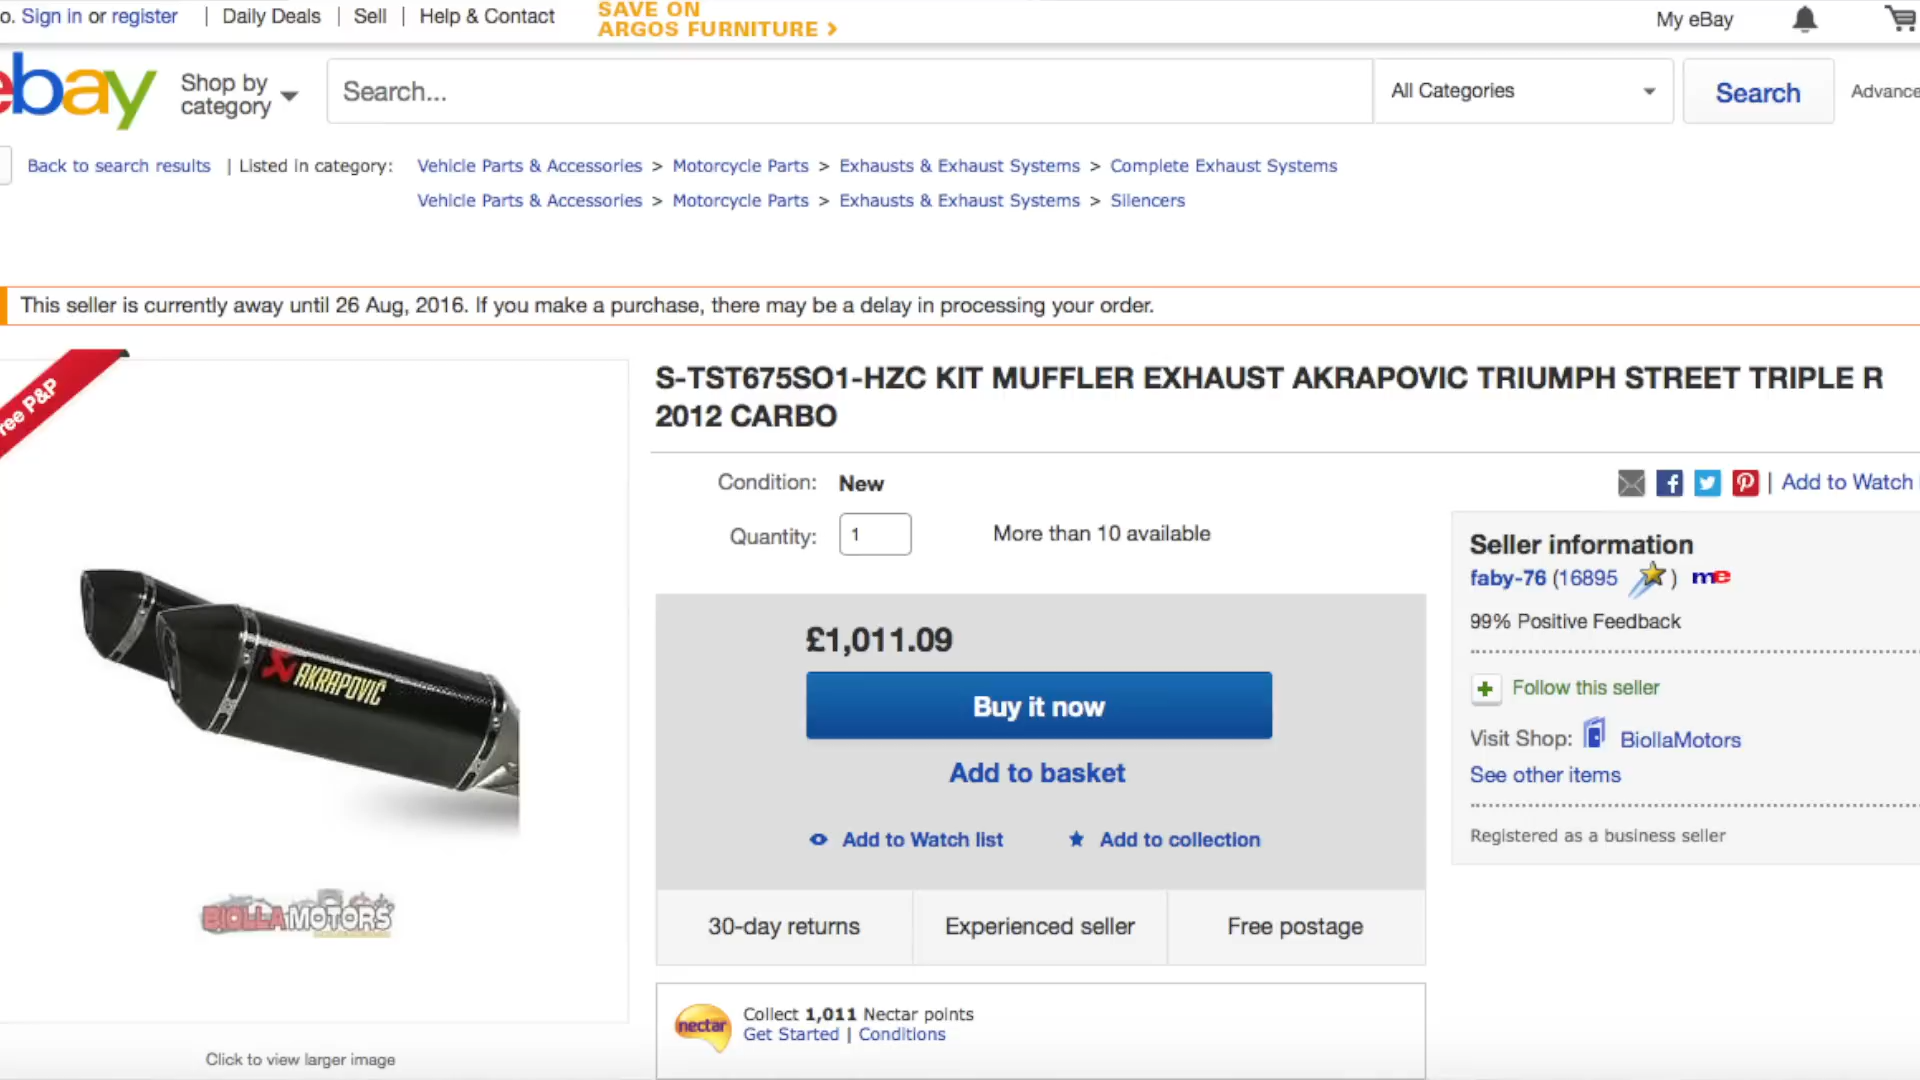 o. Sign in or register | Daily Deals | Sell | Help & Contact
SAVE ON
ARGOS FURNITURE >
My eBay
ebay
Shop by
category
Search...
All Categories
Search
Advance
Back to search results | Listed in category: Vehicle Parts & Accessories > Motorcycle Parts > Exhausts & Exhaust Systems > Complete Exhaust Systems
Vehicle Parts & Accessories > Motorcycle Parts > Exhausts & Exhaust Systems > Silencers
This seller is currently away until 26 Aug, 2016. If you make a purchase, there may be a delay in processing your order.
ree P&P
S-TST675SO1-HZC KIT MUFFLER EXHAUST AKRAPOVIC TRIUMPH STREET TRIPLE R
2012 CARBO
Condition: New
Quantity: 1 More than 10 available
| Add to Watch
£1,011.09
Buy it now
Add to basket
Add to Watch list
Add to collection
30-day returns
Experienced seller
Free postage
Collect 1,011 Nectar points
Get Started | Conditions
nectar
Seller information
faby-76 (16895 ) me
99% Positive Feedback
Follow this seller
Visit Shop: BiollaMotors
See other items
Registered as a business seller
AKRAPOVIČ
BIOLLAMOTORS
Click to view larger image